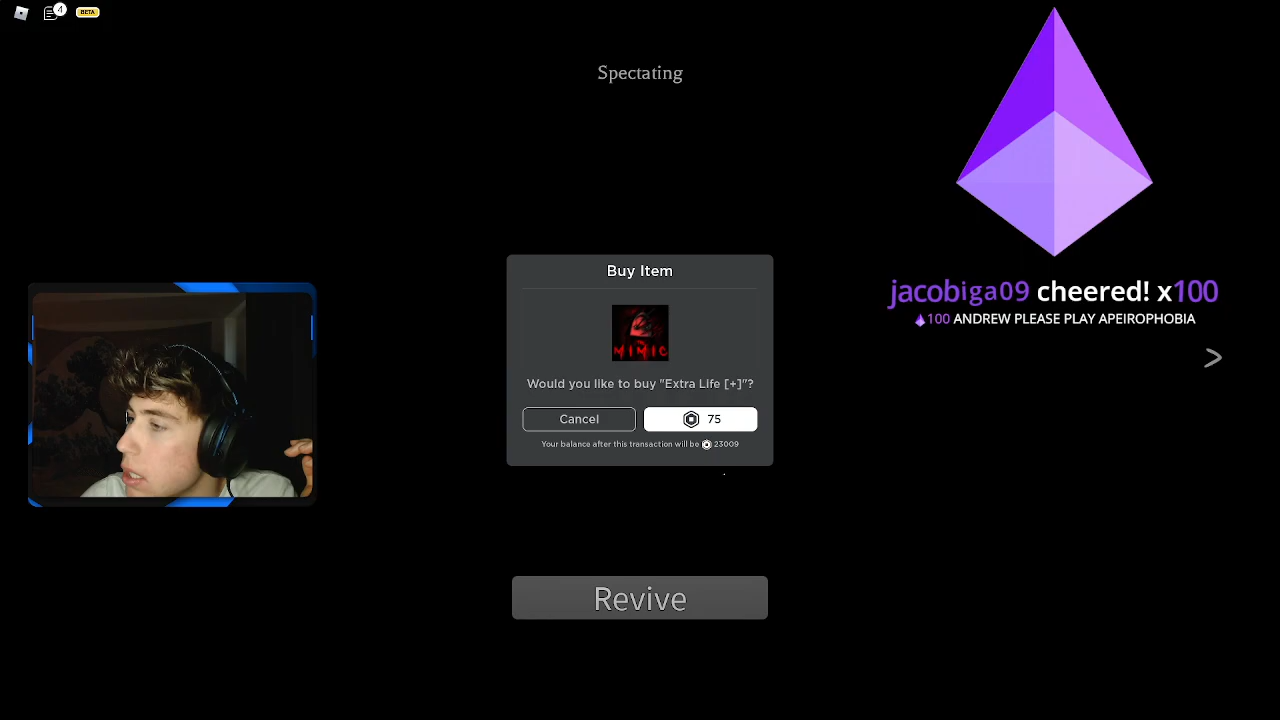 4
BETA
Spectating
Buy Item
MIMIC
Would you like to buy "Extra Life [+]"?
Cancel
75
Your balance after this transaction will be 23009
jacobiga09 cheered! x100
100 ANDREW PLEASE PLAY APEIROPHOBIA
>
Revive